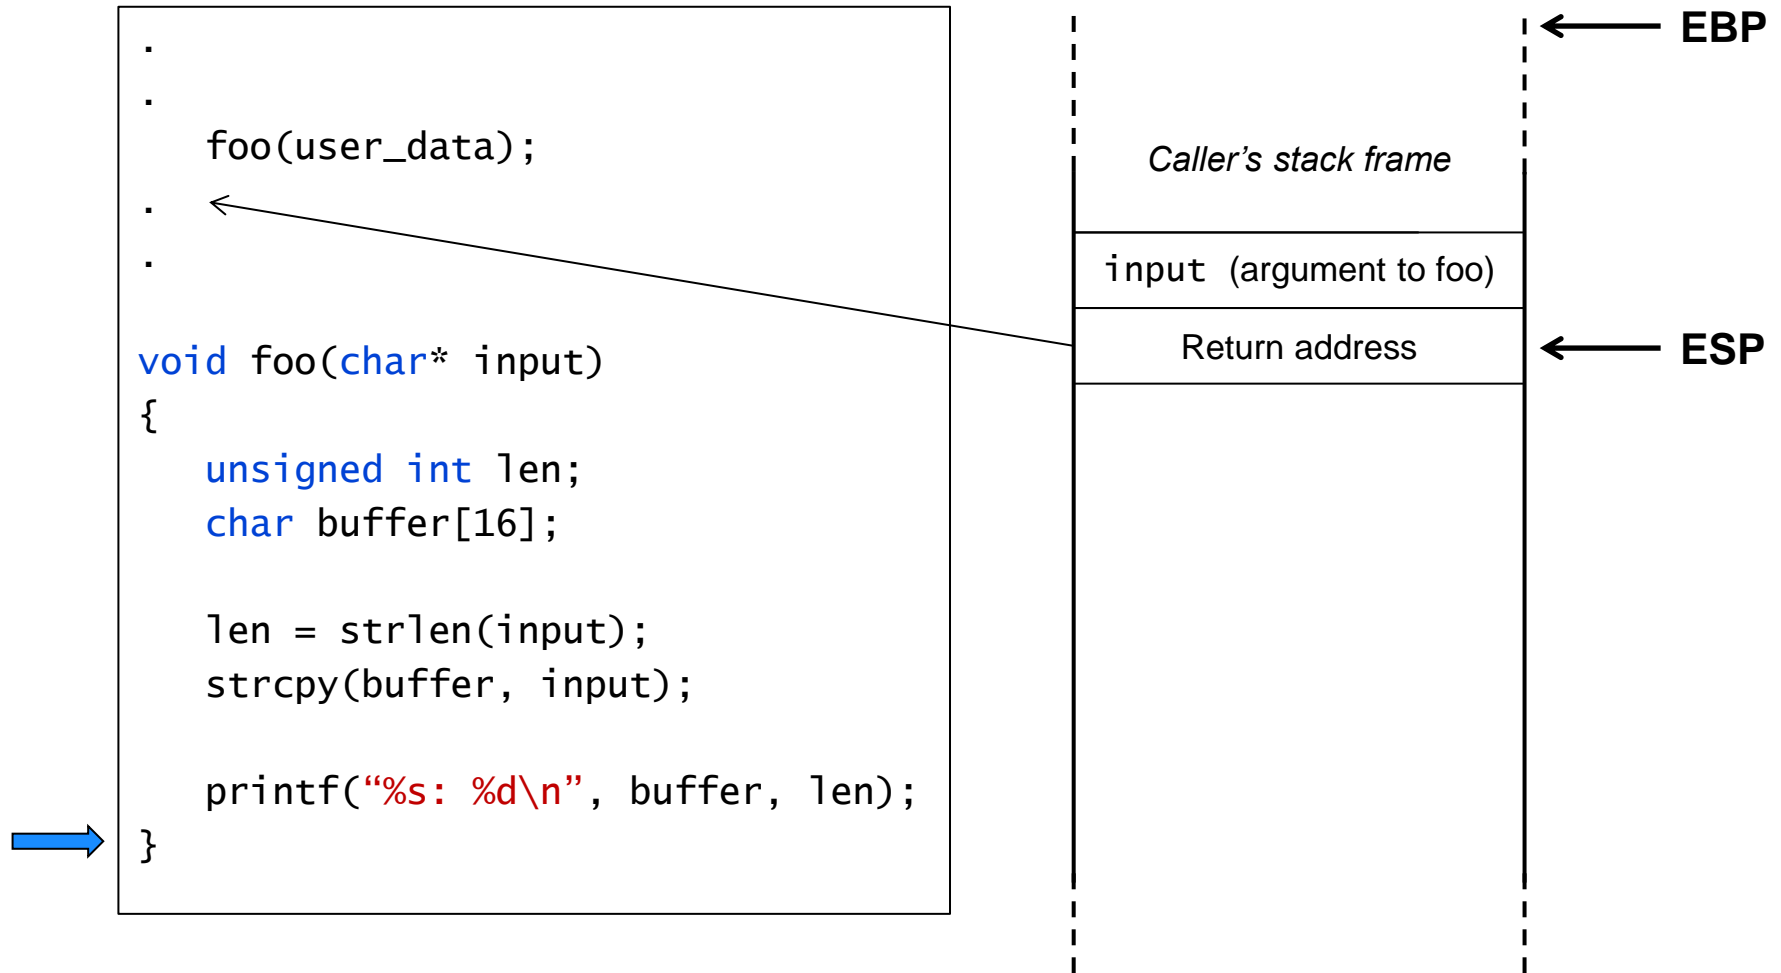 .
.
foo(user_data);
.
.
void foo(char* input)
{
unsigned int len;
char buffer[16];
len = strlen(input);
strcpy(buffer, input);
printf(“%s: %d\n”, buffer, len);
}
EBP
Caller’s stack frame
input (argument to foo)
Return address
ESP